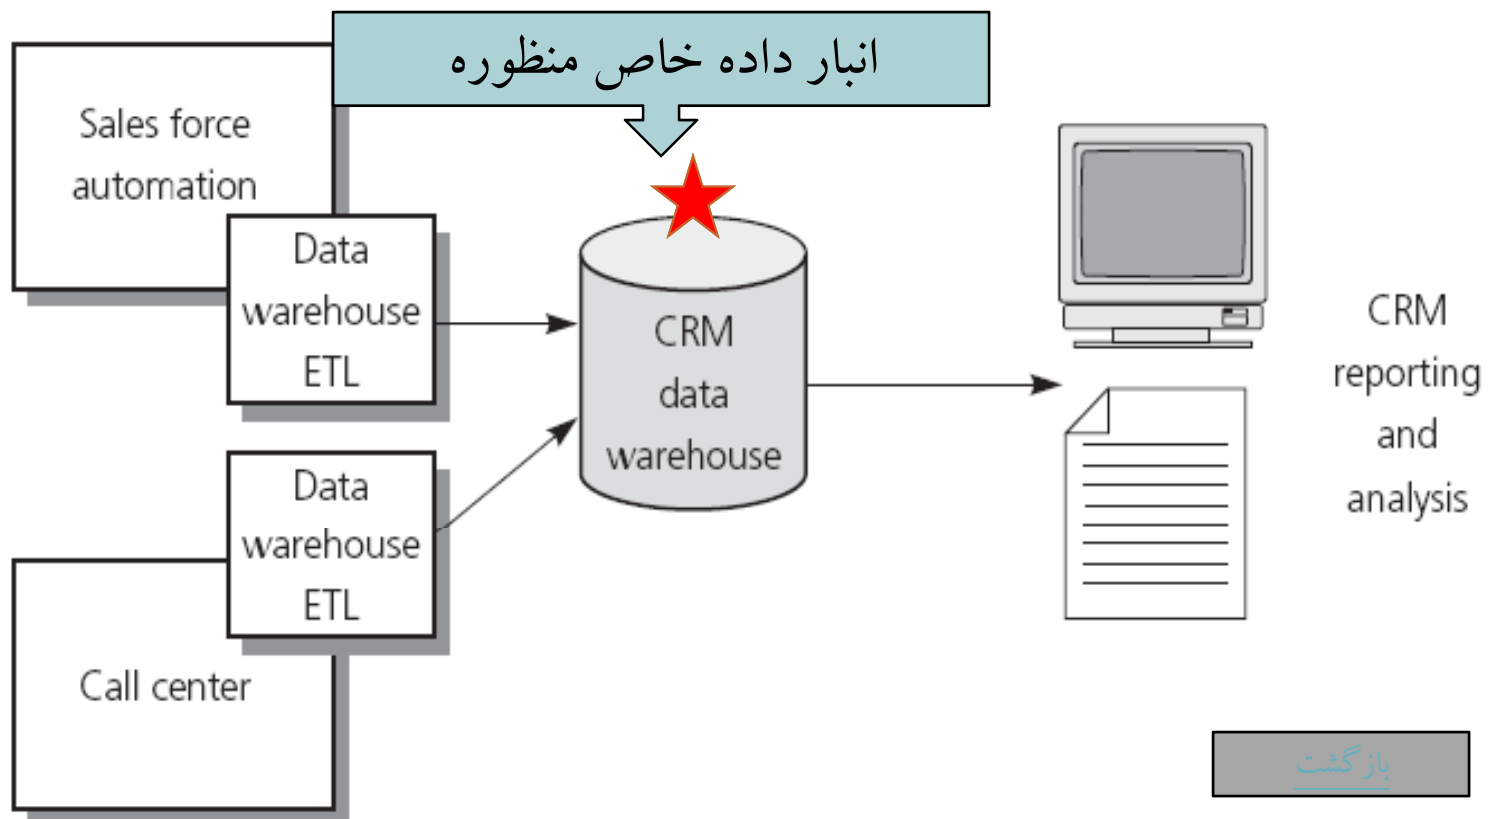 انبار داده خاص منظوره
Sales force
automation
Data
warehouse
ETL
CRM
data
warehouse
CRM
reporting
and
analysis
Data
warehouse
ETL
Call center
بازگشت